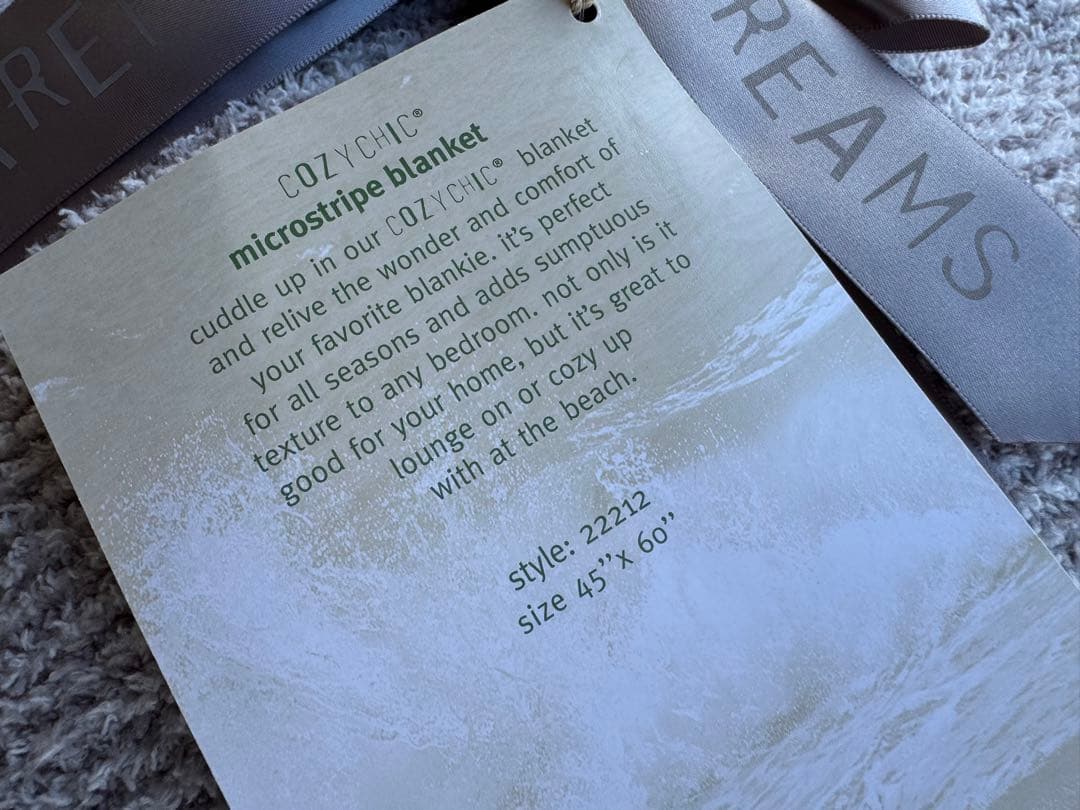 COZYCHIC®
microstripe blanket
cuddle up in our COZYCHIC® blanket
and relive the wonder and comfort of
your favorite blankie. it's perfect
for all seasons and adds sumptuous
texture to any bedroom. not only is it
good for your home, but it's great to
lounge on or cozy up
with at the beach.
style: 22212
size 45"x 60"
REAMS